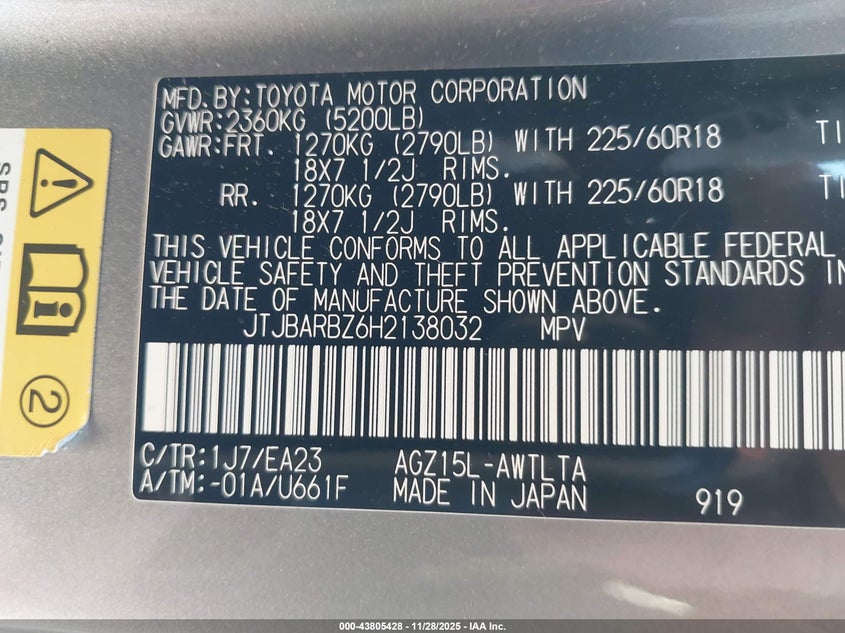 MFD.BY:TOYOTA MOTOR CORPORATION
GVWR:2360KG (5200LB)
GAWR:FRT. 1270KG (2790LB) WITH 225/60R18
18X7 1/2J RIMS.
RR. 1270KG (2790LB) WITH 225/60R18
18X7 1/2J RIMS.
THIS VEHICLE CONFORMS TO ALL APPLICABLE FEDERAL
VEHICLE SAFETY AND THEFT PREVENTION STANDARDS IN
THE DATE OF MANUFACTURE SHOWN ABOVE.
JTJBARBZ6H2138032 MPV
C/TR:1J7/EA23 AGZ15L-AWTLTA
A/TM:-01A/U661F MADE IN JAPAN 919
2
000-43805428 - 11/28/2025 - IAA Inc.